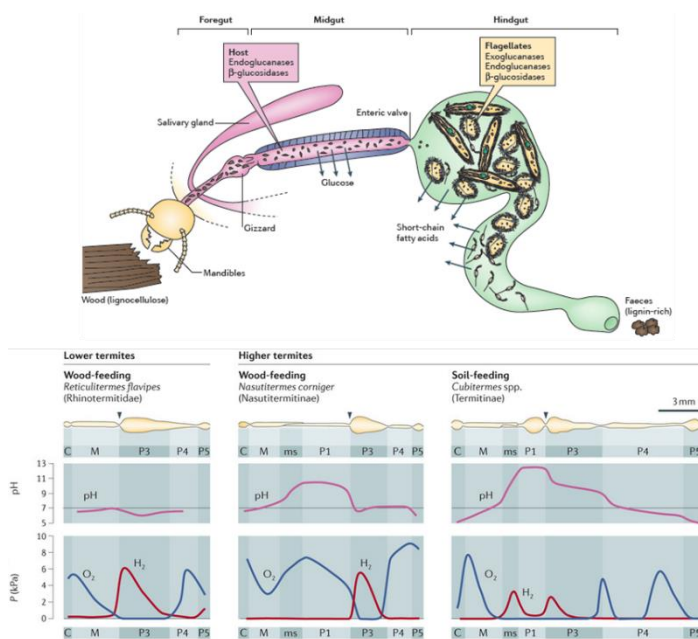 Foregut
Midgut
Hindgut
Host
Endoglucanases
β-glucosidases
Flagellates
Exoglucanases
Endoglucanases
β-glucosidases
Salivary gland
Enteric valve
Glucose
Gizzard
Short-chain
fatty acids
Mandibles
Wood (lignocellulose)
Faeces
(lignin-rich)
Lower termites
Higher termites
Wood-feeding
Reticulitermes flavipes
(Rhinotermitidae)
Wood-feeding
Nasutitermes corniger
(Nasutitermitinae)
Soil-feeding
Cubitermes spp.
(Termitinae)
3 mm
C M P3 P4 P5
C M ms P1 P3 P4 P5
C M ms P1 P3 P4 P5
pH
13
11
9
7
5
pH
pH
pH
P (kPa)
10
8
6
4
2
0
O2 H2
O2 H2
O2 H2
C M P3 P4 P5
C M ms P1 P3 P4 P5
C M ms P1 P3 P4 P5